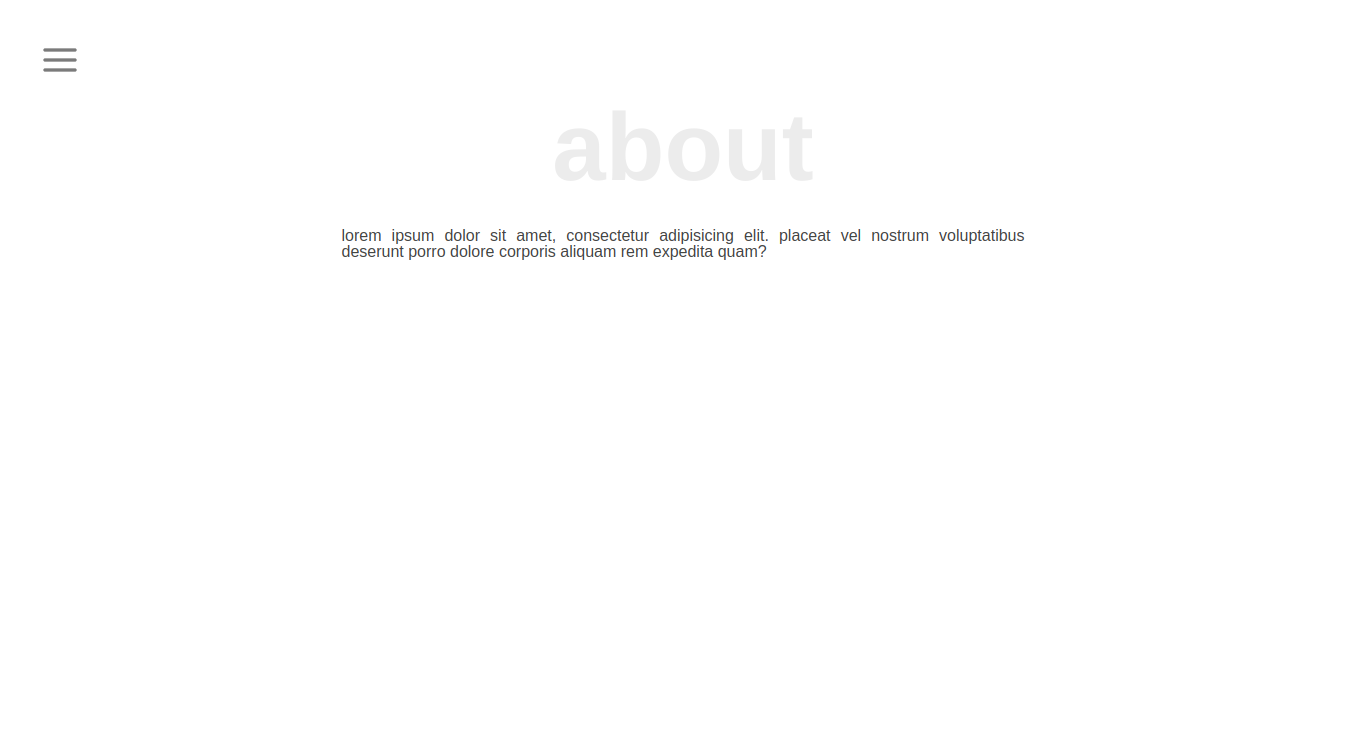 about
lorem ipsum dolor sit amet, consectetur adipisicing elit. placeat vel nostrum voluptatibus
deserunt porro dolore corporis aliquam rem expedita quam?